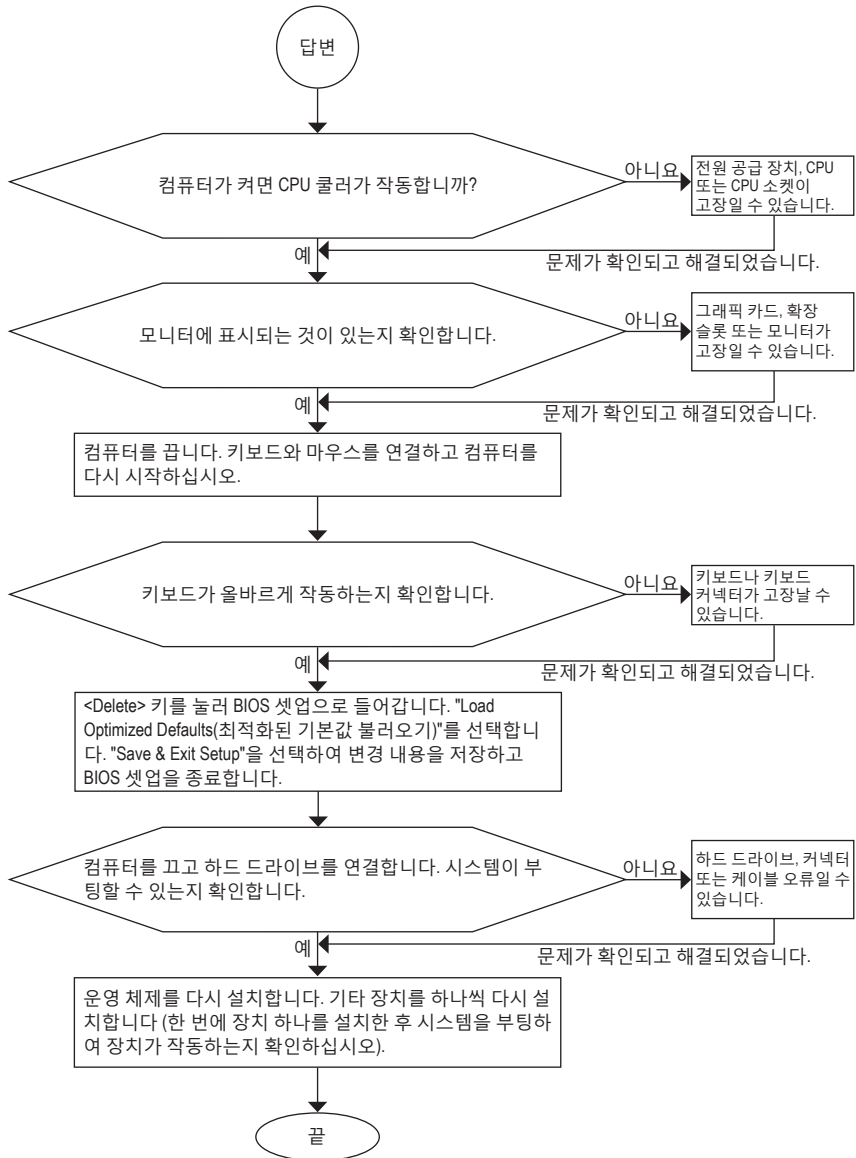 답변
컴퓨터가 켜면 CPU 쿨러가 작동합니까?
아니요
전원 공급 장치, CPU
또는 CPU 소켓이
고장일 수 있습니다.
예
문제가 확인되고 해결되었습니다.
모니터에 표시되는 것이 있는지 확인합니다.
아니요
그래픽 카드, 확장
슬롯 또는 모니터가
고장일 수 있습니다.
예
문제가 확인되고 해결되었습니다.
컴퓨터를 끕니다. 키보드와 마우스를 연결하고 컴퓨터를
다시 시작하십시오.
키보드가 올바르게 작동하는지 확인합니다.
아니요
키보드나 키보드
커넥터가 고장날 수
있습니다.
예
문제가 확인되고 해결되었습니다.
<Delete> 키를 눌러 BIOS 셋업으로 들어갑니다. "Load
Optimized Defaults(최적화된 기본값 불러오기)"를 선택합니
다. "Save & Exit Setup"을 선택하여 변경 내용을 저장하고
BIOS 셋업을 종료합니다.
컴퓨터를 끄고 하드 드라이브를 연결합니다. 시스템이 부
팅할 수 있는지 확인합니다.
아니요
하드 드라이브, 커넥터
또는 케이블 오류일 수
있습니다.
예
문제가 확인되고 해결되었습니다.
운영 체제를 다시 설치합니다. 기타 장치를 하나씩 다시 설
치합니다 (한 번에 장치 하나를 설치한 후 시스템을 부팅하
여 장치가 작동하는지 확인하십시오).
끝